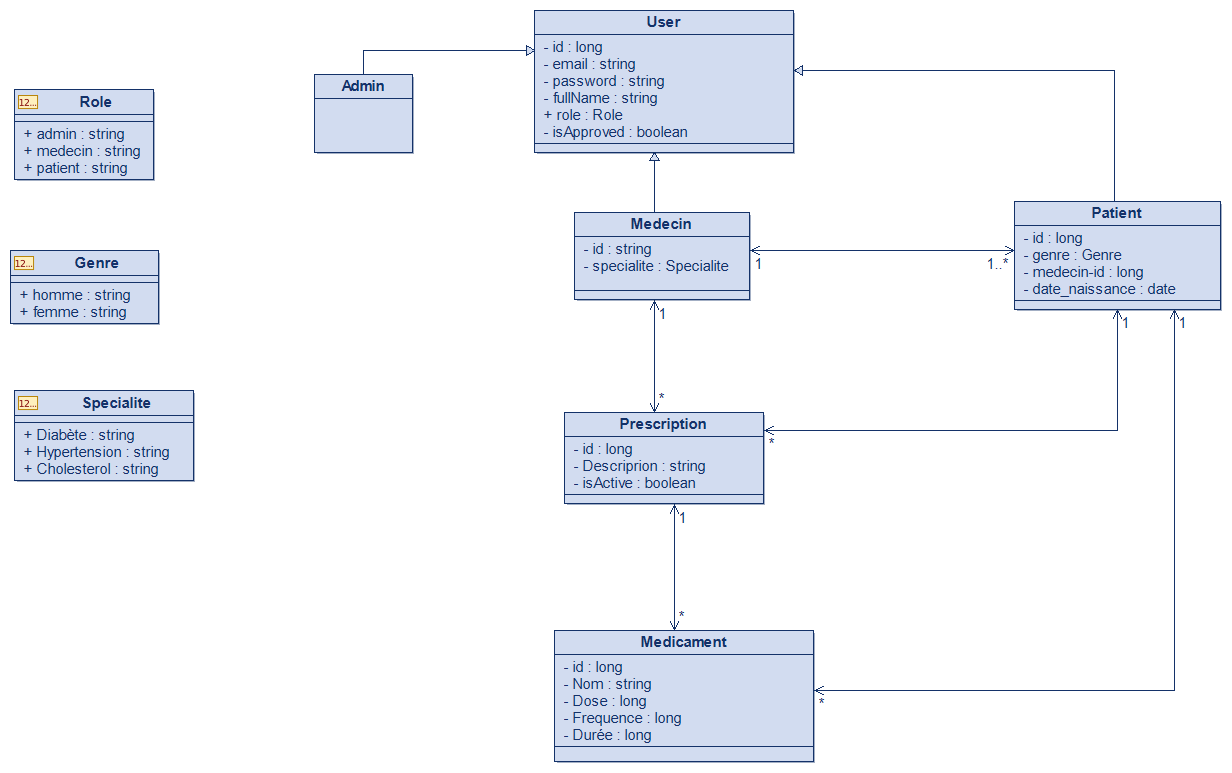 User
- id : long
- email : string
- password : string
- fullName : string
+ role : Role
- isApproved : boolean
Admin
12...
Role
+ admin : string
+ medecin : string
+ patient : string
Patient
- id : long
- genre : Genre
- medecin-id : long
- date_naissance : date
Medecin
- id : string
- specialite : Specialite
1
1..*
12...
Genre
+ homme : string
+ femme : string
1
1
1
*
12...
Specialite
+ Diabète : string
+ Hypertension : string
+ Cholesterol : string
Prescription
- id : long
- Descriprion : string
- isActive : boolean
*
1
*
Medicament
- id : long
- Nom : string
- Dose : long
- Frequence : long
- Durée : long
*